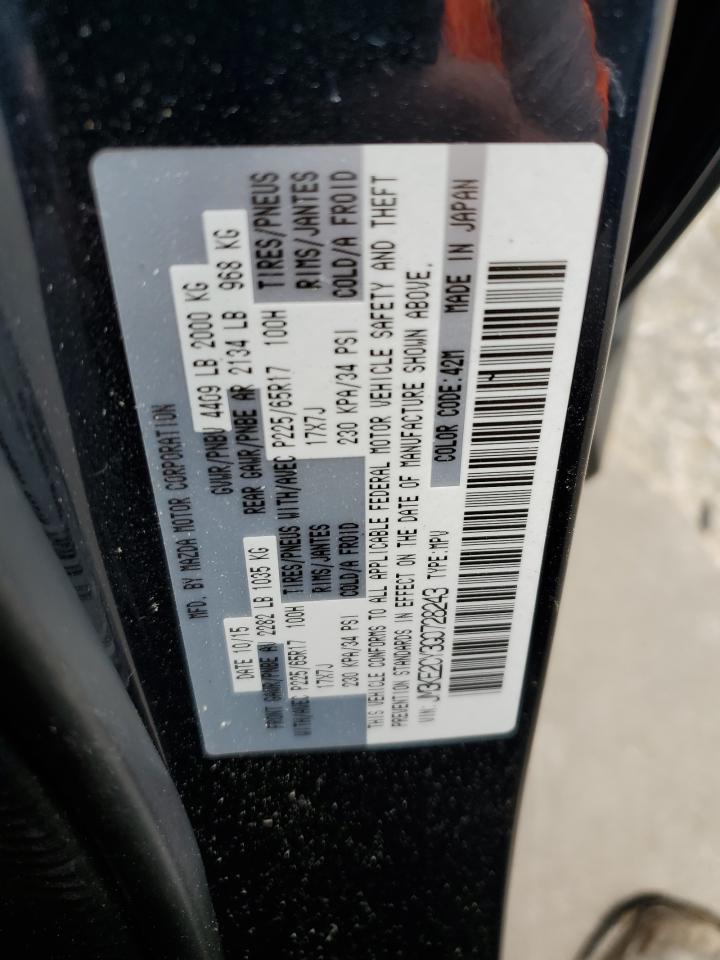 MFD. BY MAZDA MOTOR CORPORATION
DATE 10/15 GVWR/PNBV 4409 LB 2000 KG
FRONT GAWR/PNBE AV 2282 LB 1035 KG REAR GAWR/PNBE AR 2134 LB 968 KG
WITH/AVEC P225/65R17 100H TIRES/PNEUS WITH/AVEC P225/65R17 100H TIRES/PNEUS
17X7J RIMS/JANTES 17X7J RIMS/JANTES
230 KPA/34 PSI COLD/A FROID 230 KPA/34 PSI COLD/A FROID
THIS VEHICLE CONFORMS TO ALL APPLICABLE FEDERAL MOTOR VEHICLE SAFETY AND THEFT
PREVENTION STANDARDS IN EFFECT ON THE DATE OF MANUFACTURE SHOWN ABOVE.
VIN: JM3KE2CY3G0728243 TYPE:MPV COLOR CODE:42M MADE IN JAPAN